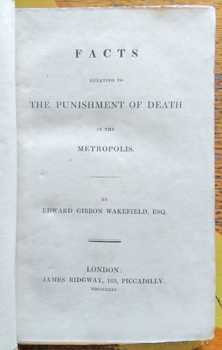 FACTS
RELATING TO
THE PUNISHMENT OF DEATH
IN THE
METROPOLIS.
BY
EDWARD GIBBON WAKEFIELD, ESQ.
LONDON:
JAMES RIDGWAY, 169, PICCADILLY.